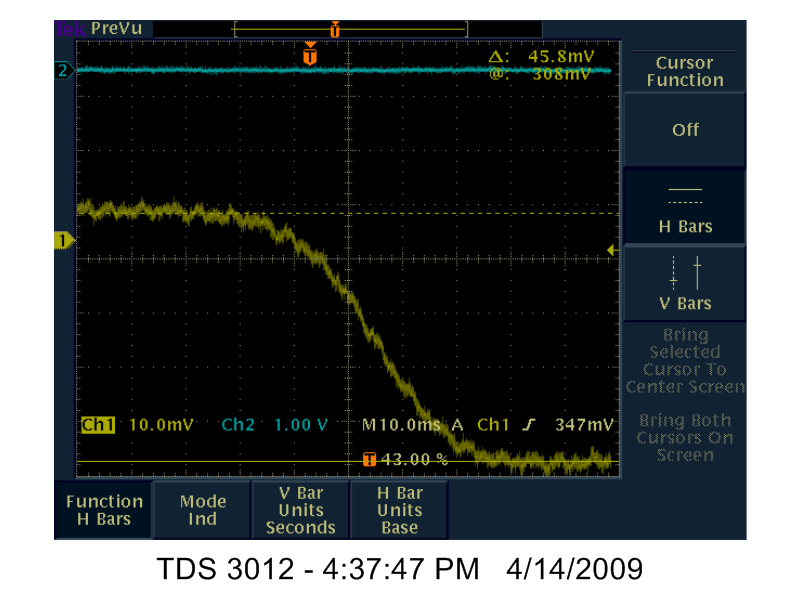 Tek PreVu
T
T
Δ: 45.8mV
@: 308mV
2
1
Ch1 10.0mV Ch2 1.00 V M10.0ms A Ch1 ʃ 347mV
T 43.00 %
Cursor
Function
Off
H Bars
V Bars
Bring
Selected
Cursor To
Center Screen
Bring Both
Cursors On
Screen
Function
H Bars
Mode
Ind
V Bar
Units
Seconds
H Bar
Units
Base
TDS 3012 - 4:37:47 PM 4/14/2009